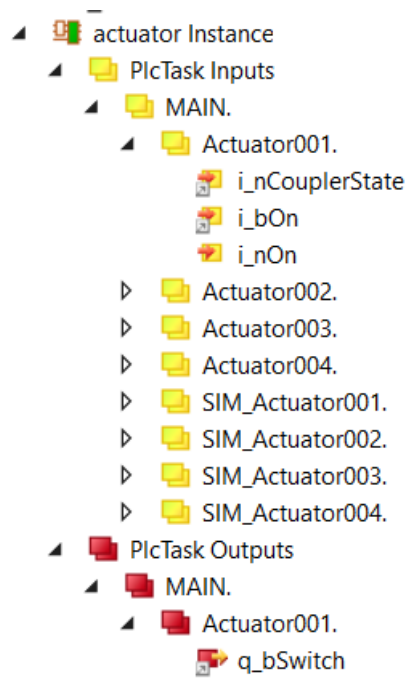 actuator Instance
PlcTask Inputs
MAIN.
Actuator001.
i_nCouplerState
i_bOn
i_nOn
Actuator002.
Actuator003.
Actuator004.
SIM_Actuator001.
SIM_Actuator002.
SIM_Actuator003.
SIM_Actuator004.
PlcTask Outputs
MAIN.
Actuator001.
q_bSwitch